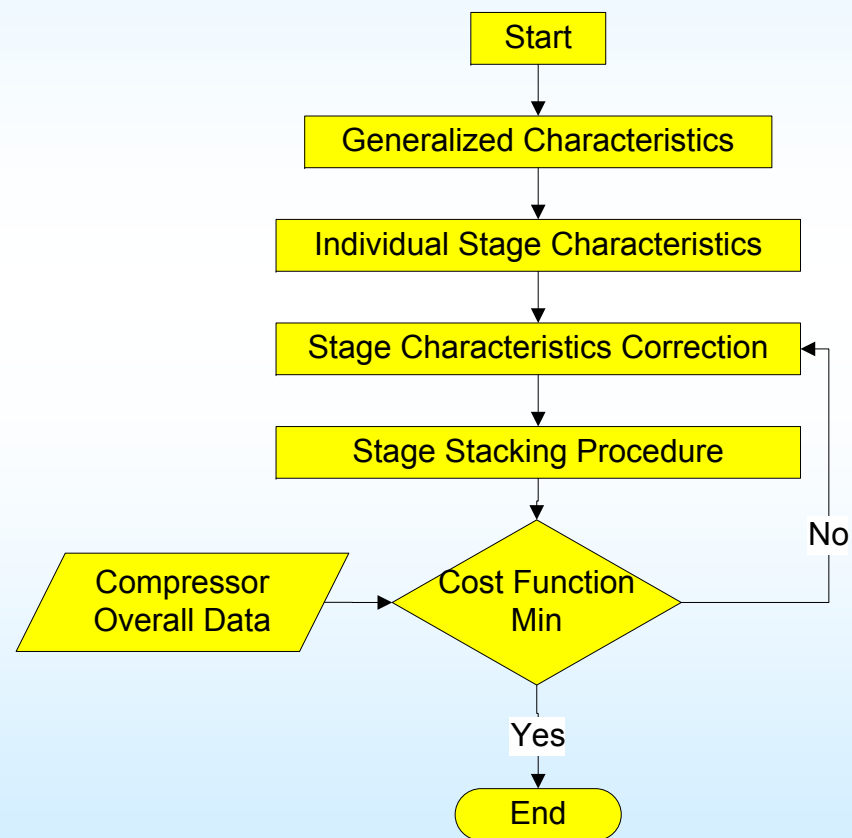 Start
Generalized Characteristics
Individual Stage Characteristics
Stage Characteristics Correction
Stage Stacking Procedure
No
Compressor
Overall Data
Cost Function
Min
Yes
End